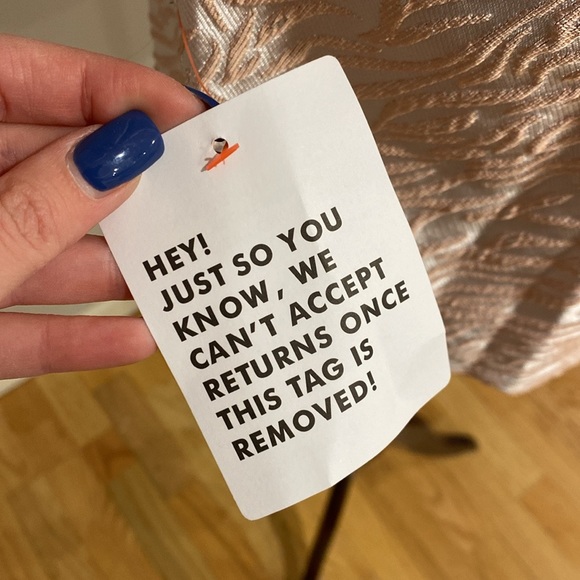 HEY!
JUST SO YOU
KNOW, WE
CAN'T ACCEPT
RETURNS ONCE
THIS TAG IS
REMOVED!